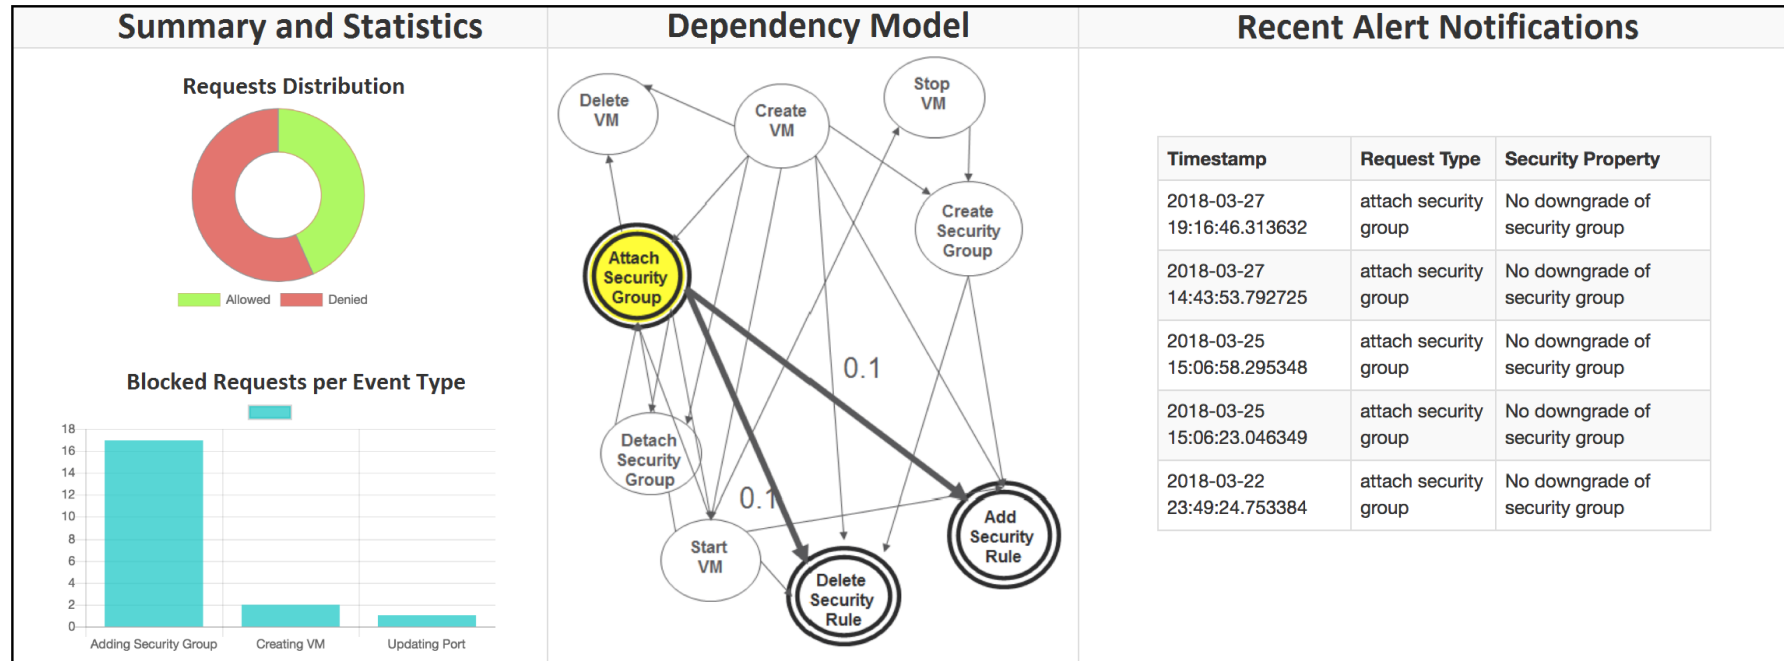 Summary and Statistics
Requests Distribution
Allowed Denied
Blocked Requests per Event Type
18
16
14
12
10
8
6
4
2
0
Adding Security Group Creating VM Updating Port
Dependency Model
Delete
VM
Create
VM
Stop
VM
Create
Security
Group
Attach
Security
Group
0.1
Detach
Security
Group
0.1
Start
VM
Add
Security
Rule
Delete
Security
Rule
Recent Alert Notifications
Timestamp Request Type Security Property
2018-03-27 attach security No downgrade of
19:16:46.313632 group security group
2018-03-27 attach security No downgrade of
14:43:53.792725 group security group
2018-03-25 attach security No downgrade of
15:06:58.295348 group security group
2018-03-25 attach security No downgrade of
15:06:23.046349 group security group
2018-03-22 attach security No downgrade of
23:49:24.753384 group security group